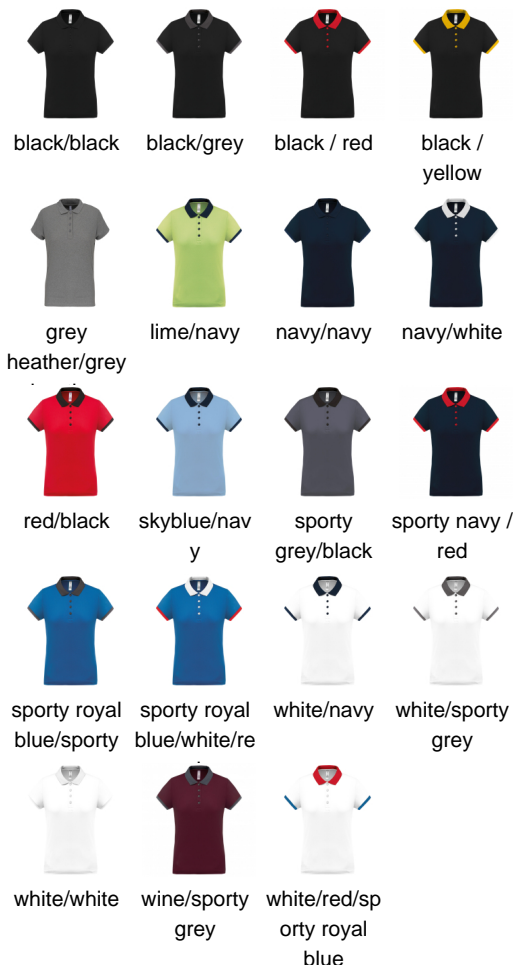 black/black
black/grey
black / red
black /
yellow
grey
heather/grey
lime/navy
navy/navy
navy/white
red/black
skyblue/nav
y
sporty
grey/black
sporty navy /
red
sporty royal
blue/sporty
sporty royal
blue/white/re
white/navy
white/sporty
grey
white/white
wine/sporty
grey
white/red/sp
orty royal
blue